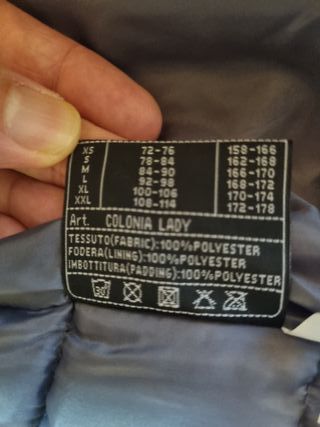 XS 72-76 158-166
S 78-84 162-168
M 84-90 166-170
L 92-98 168-172
XL 100-106 170-174
XXL 108-114 172-178
Art. COLONIA LADY
TESSUTO(FABRIC):100%POLYESTER
FODERA(LINING):100%POLYESTER
IMBOTTITURA(PADDING):100%POLYESTER
30